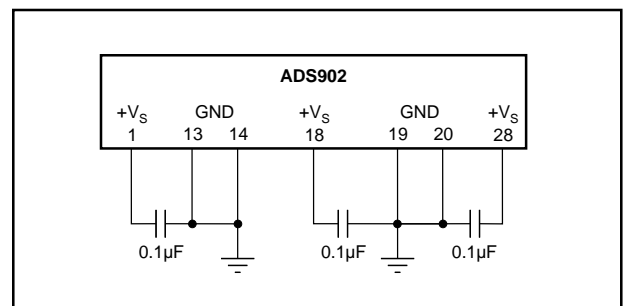 ADS902
+VS GND +VS GND +VS
1 13 14 18 19 20 28
0.1µF 0.1µF 0.1µF